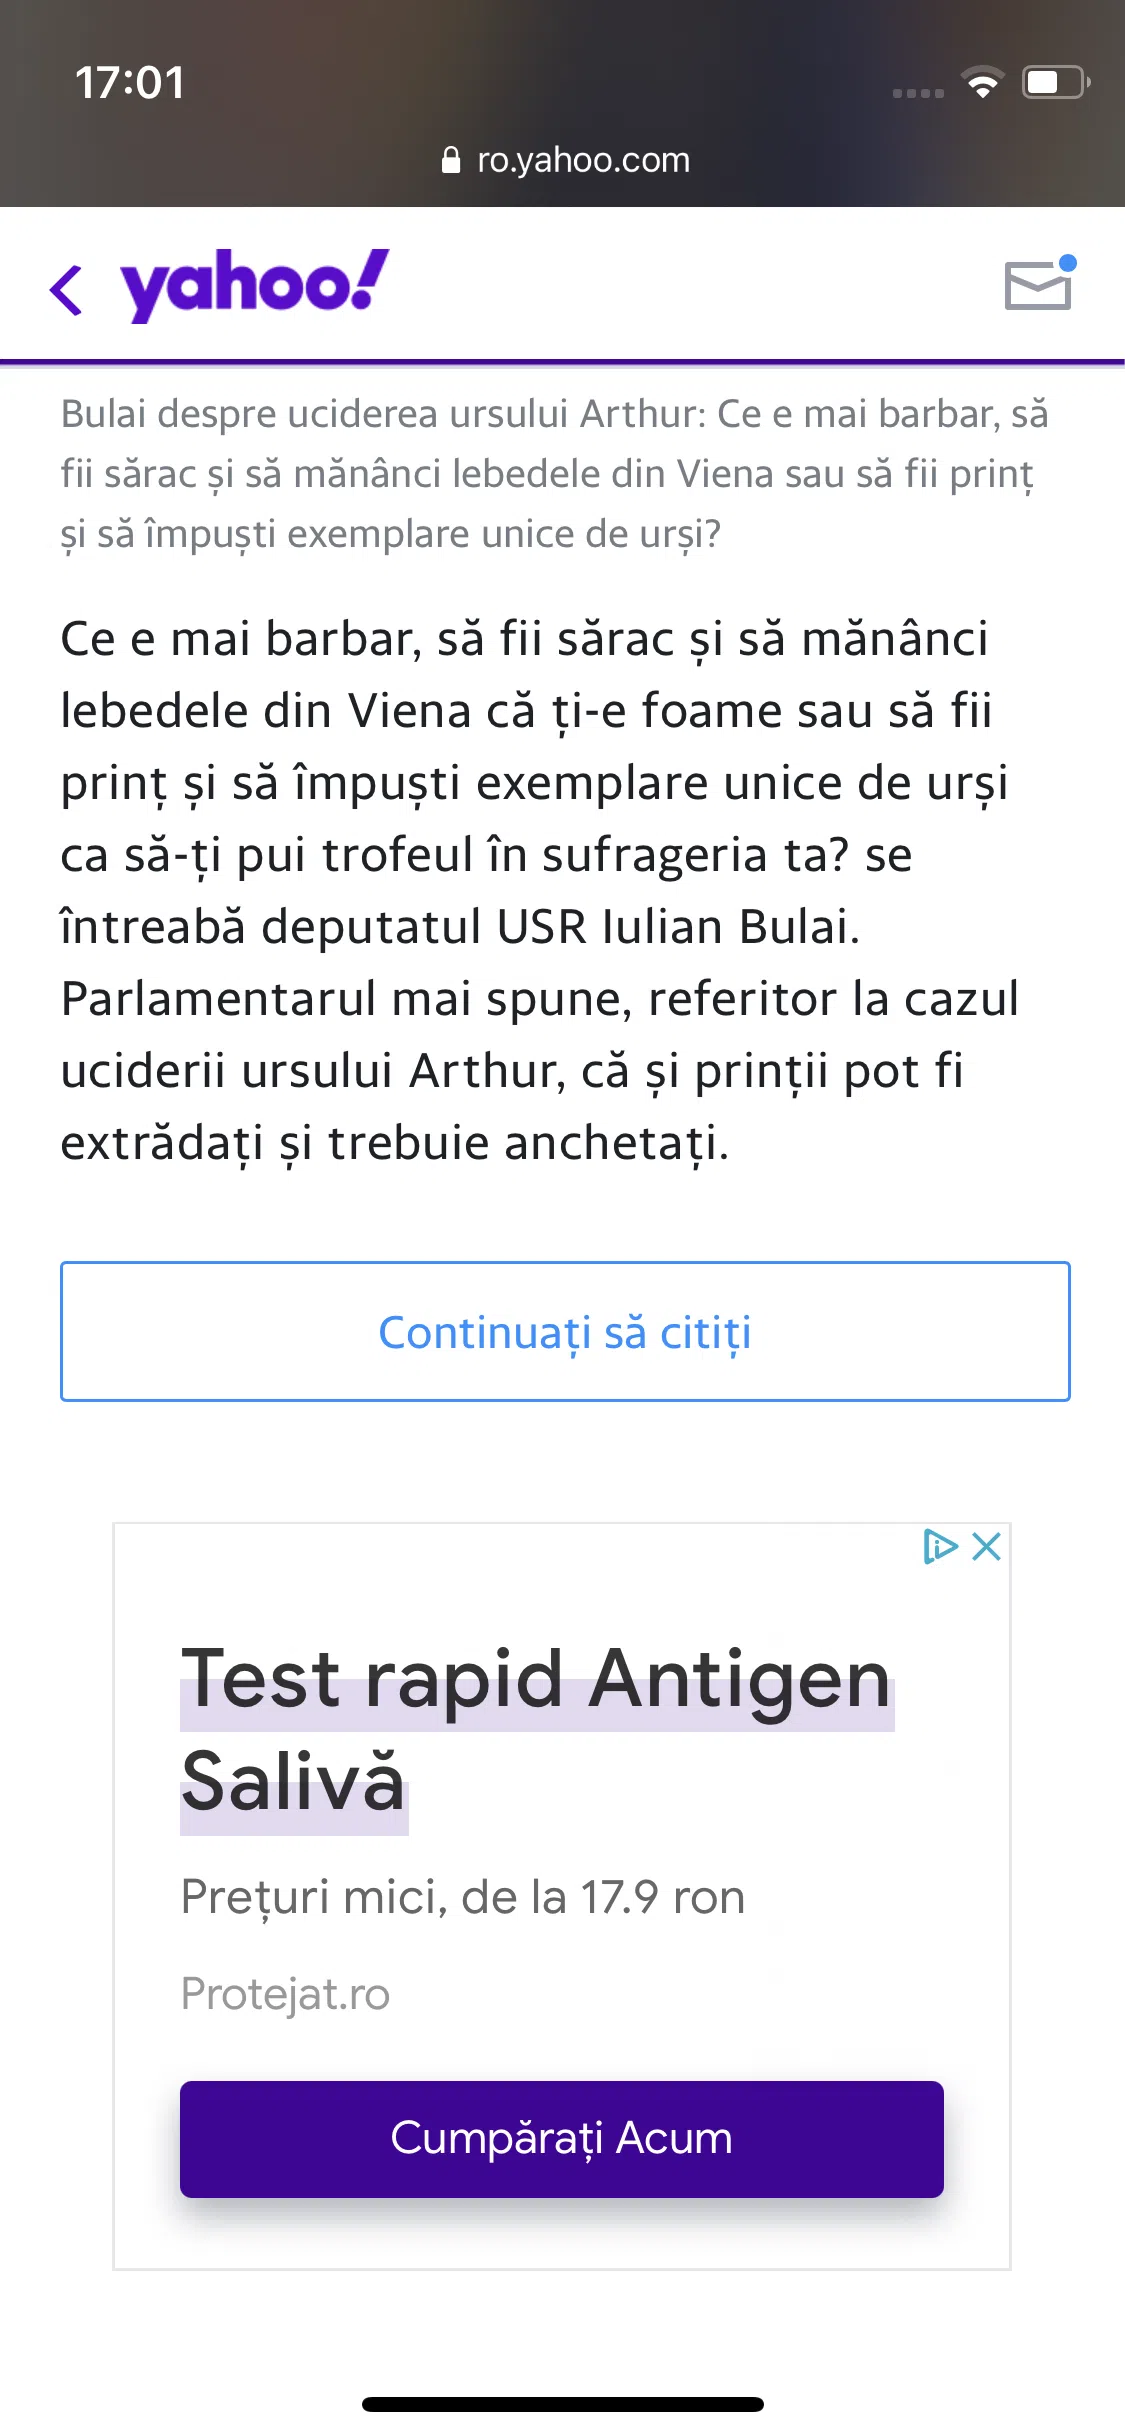 17:01
ro.yahoo.com
yahoo!
Bulai despre uciderea ursului Arthur: Ce e mai barbar, să
fii sărac și să mănânci lebedele din Viena sau să fii prinț
și să împuști exemplare unice de urși?
Ce e mai barbar, să fii sărac și să mănânci
lebedele din Viena că ți-e foame sau să fii
prinț și să împuști exemplare unice de urși
ca să-ți pui trofeul în sufrageria ta? se
întreabă deputatul USR Iulian Bulai.
Parlamentarul mai spune, referitor la cazul
uciderii ursului Arthur, că și prinții pot fi
extrădați și trebuie anchetați.
Continuați să citiți
Test rapid Antigen
Salivă
Prețuri mici, de la 17.9 ron
Protejat.ro
Cumpărați Acum